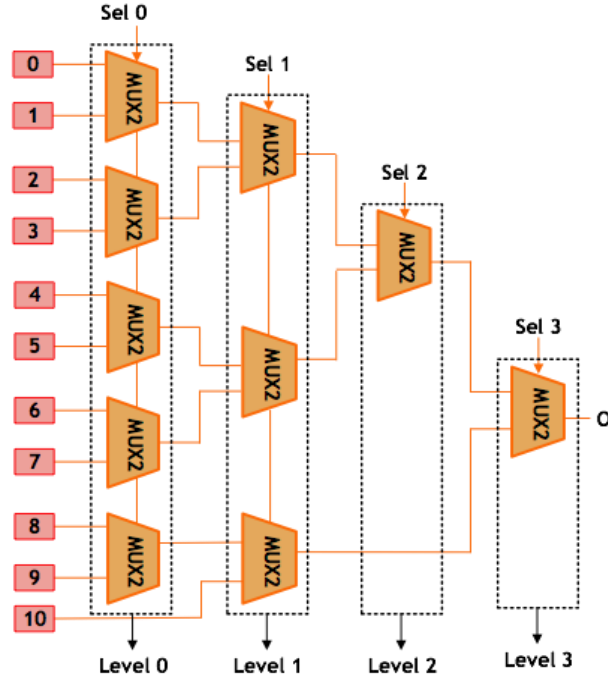 Sel 0
Sel 1
Sel 2
Sel 3
0
1
2
3
4
5
6
7
8
9
10
MUX2
MUX2
MUX2
MUX2
MUX2
MUX2
MUX2
MUX2
MUX2
MUX2
O
Level 0
Level 1
Level 2
Level 3